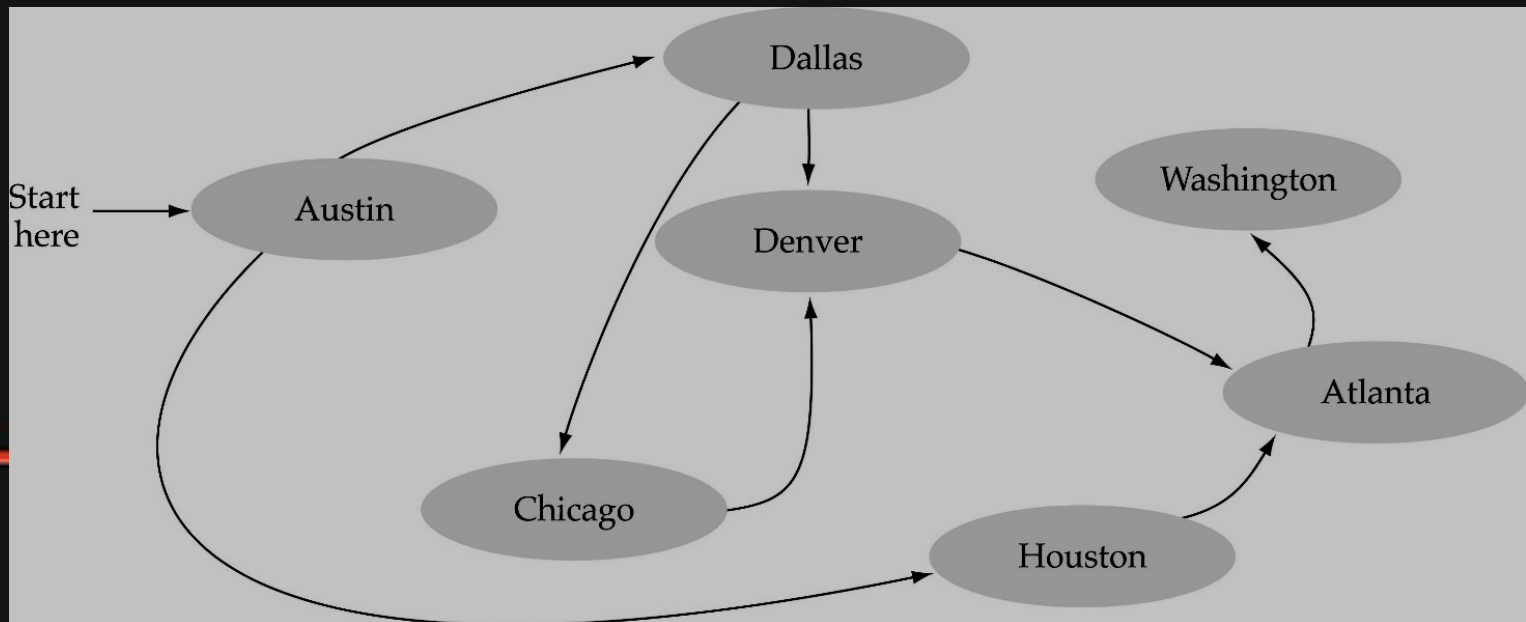 Dallas
Washington
Start
here
Austin
Denver
Atlanta
Chicago
Houston